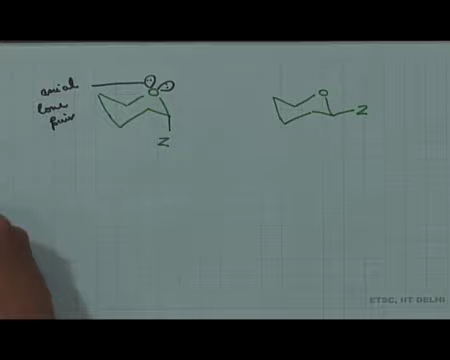 axial
lone
pair
O
Z
O
Z
ETSC, IIT DELHI